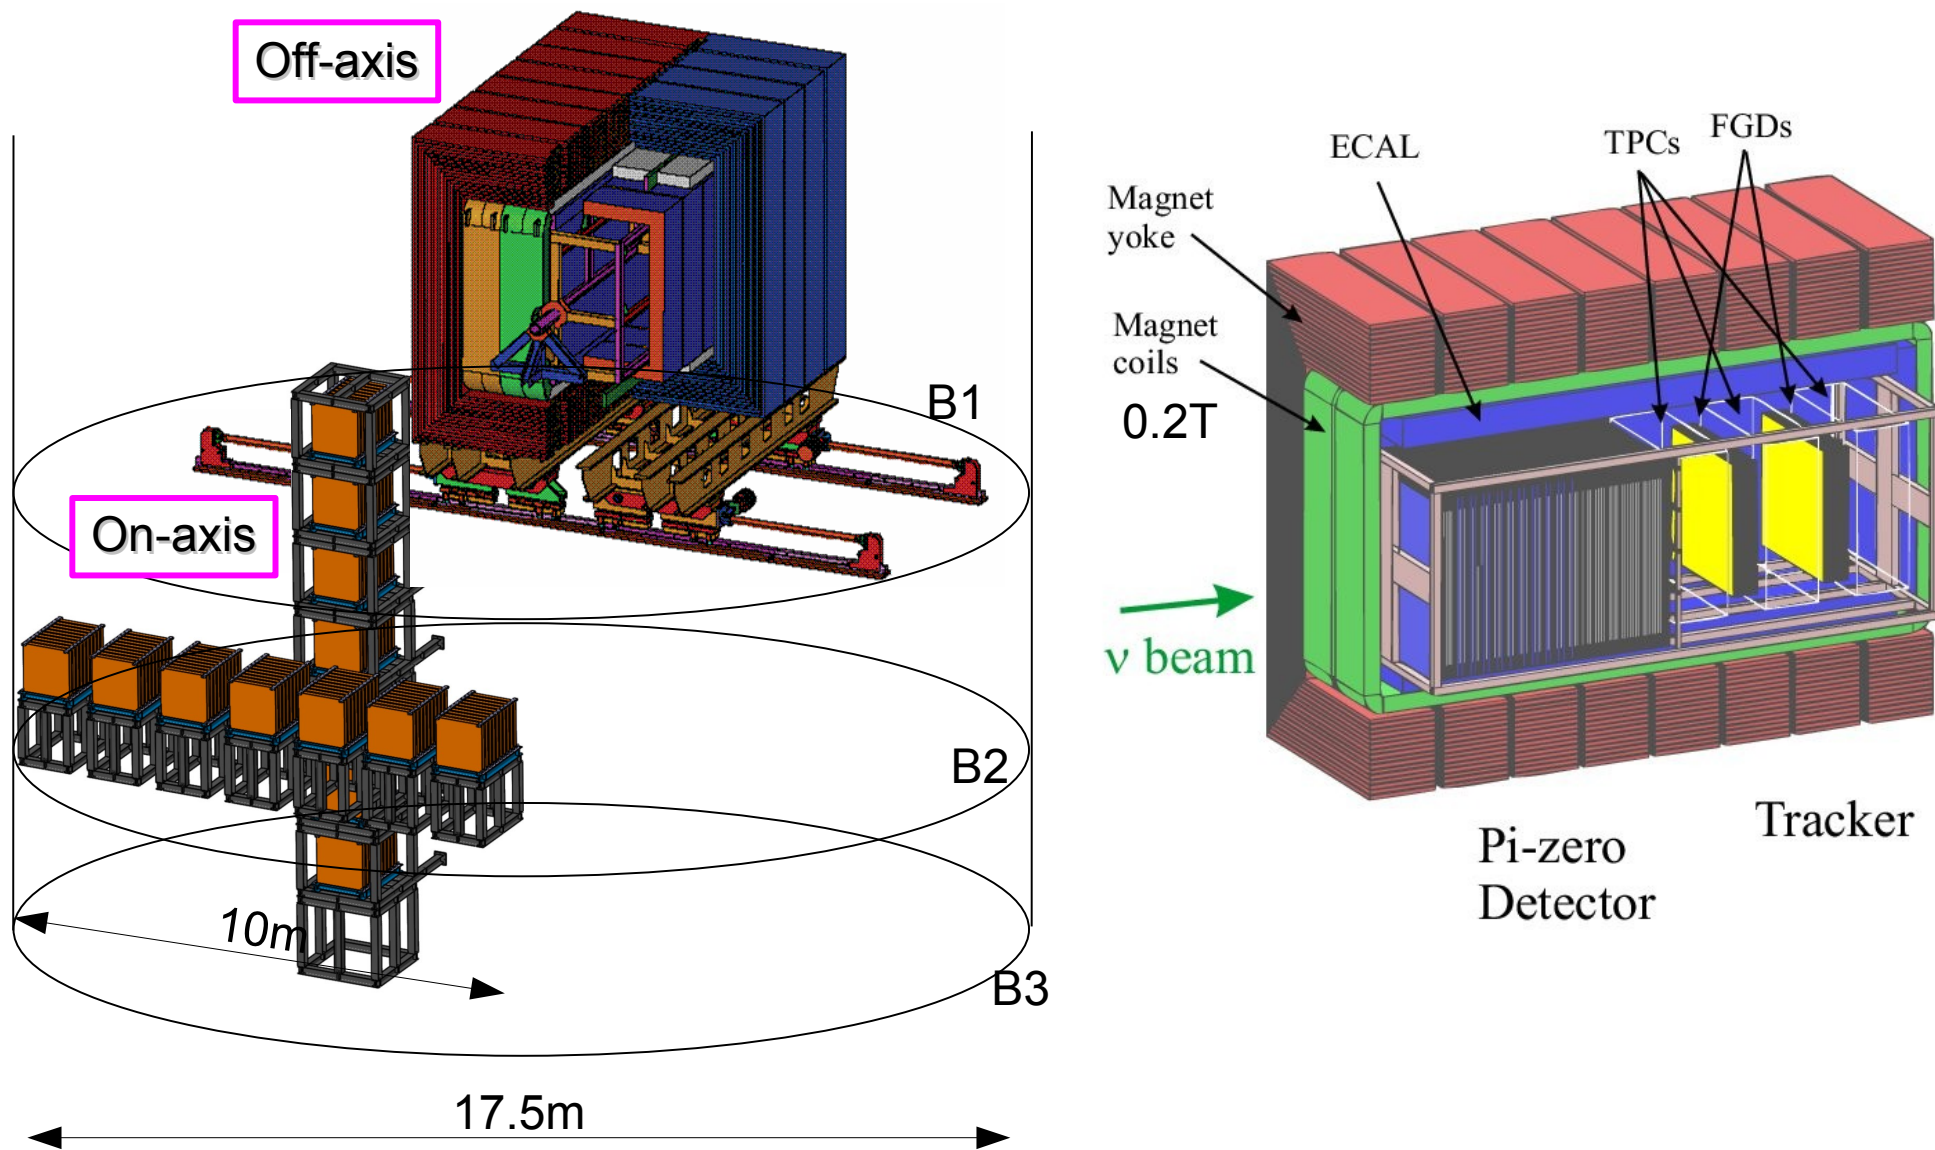 Off-axis
B1
On-axis
B2
10m
B3
17.5m
FGDs
TPCs
ECAL
Magnet
yoke
Magnet
coils
0.2T
ν beam
Tracker
Pi-zero
Detector